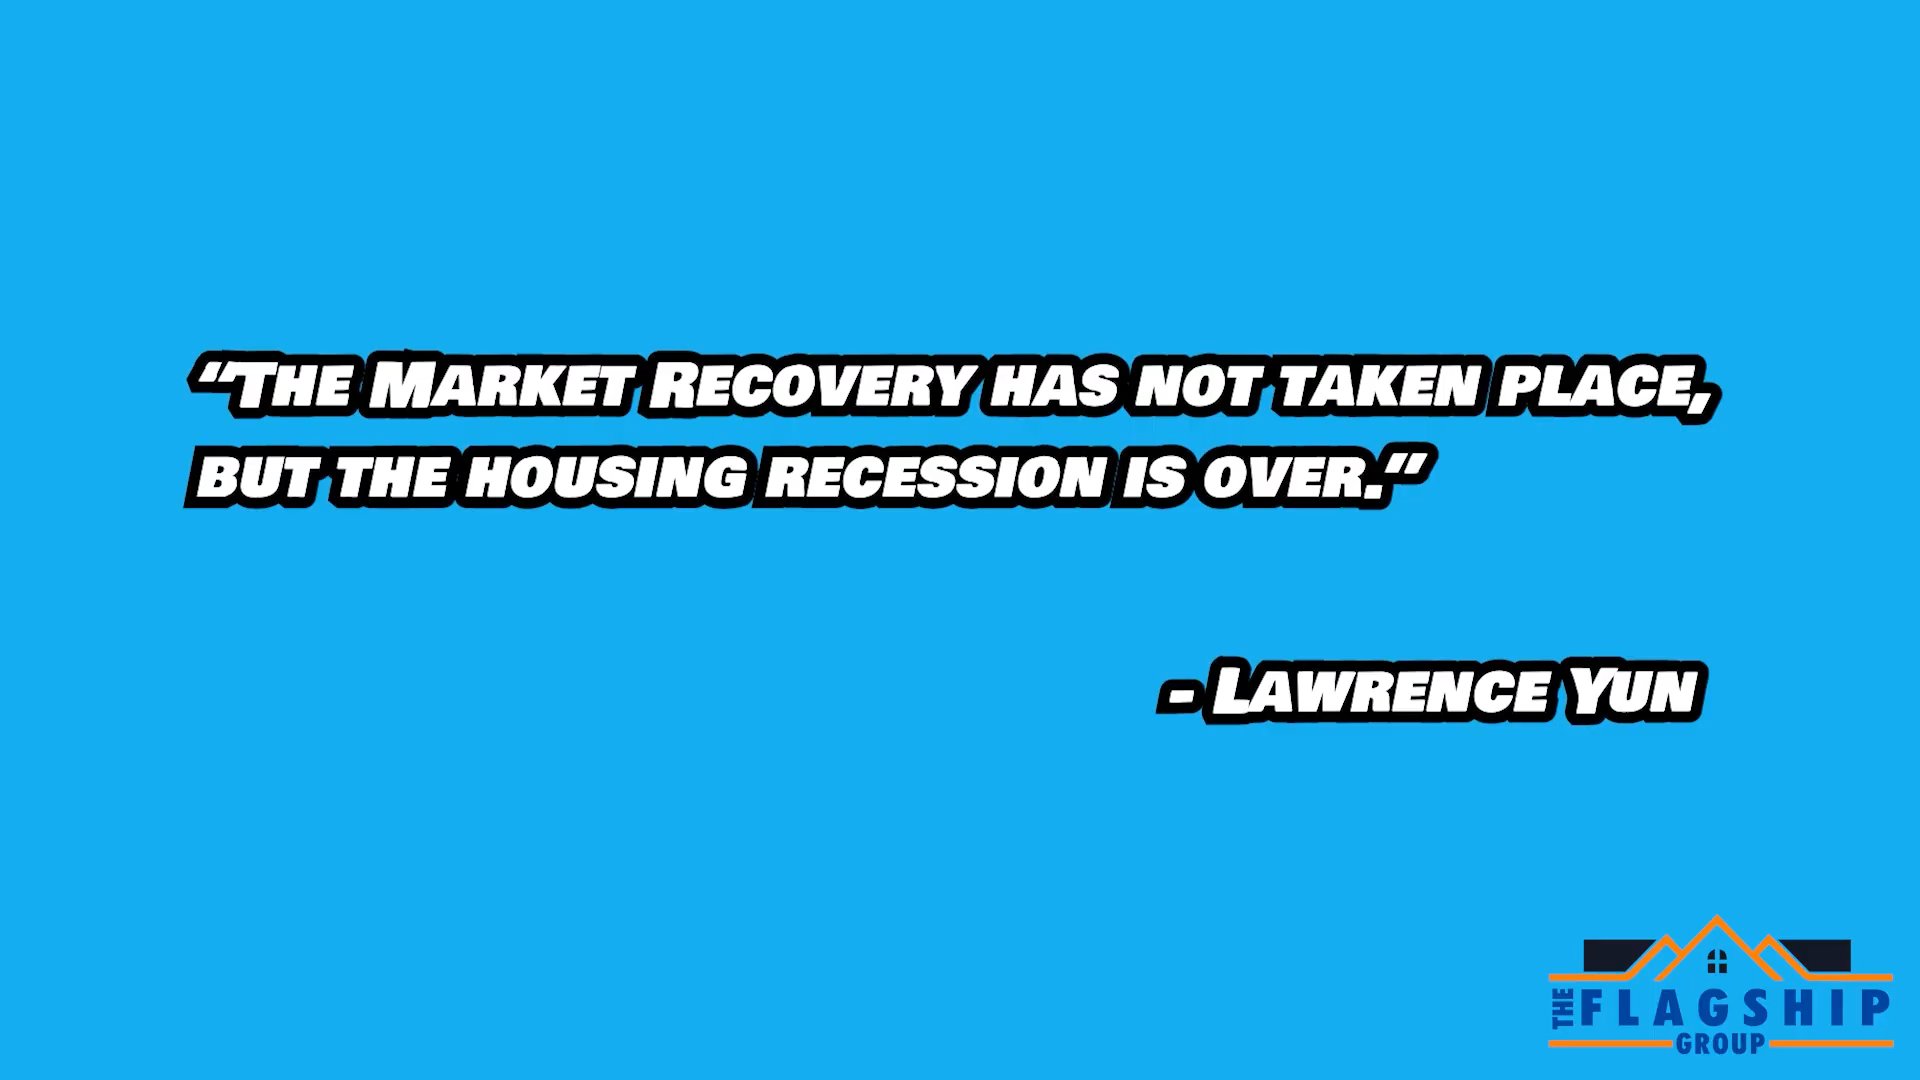 “The Market Recovery has not taken place,
but the housing recession is over.”
- Lawrence Yun
THE FLAGSHIP
GROUP